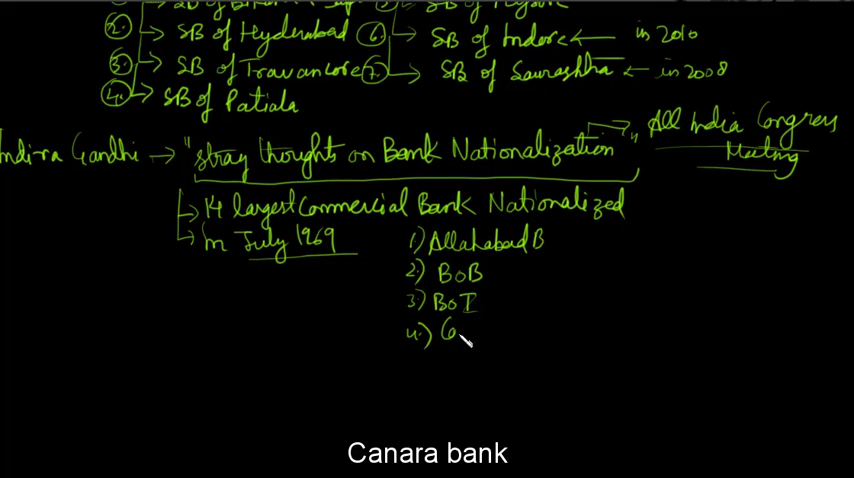 2. → SB of Hyderabad 6. → SB of Indore ← in 2010
3. → SB of Travancore 7. → SB of Saurashtra ← in 2008
4. → SB of Patiala
Indira Gandhi → "stray thoughts on Bank Nationalization" → All India Congress Meeting
→ 14 largest Commercial Bank Nationalized
→ in July 1969
1) Allahabad B
2) BoB
3) BoI
4.) C
Canara bank